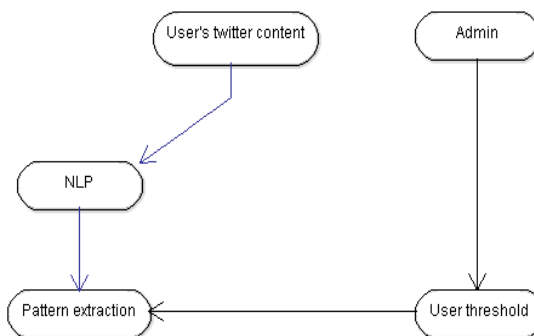 User's twitter content
Admin
NLP
Pattern extraction
User threshold